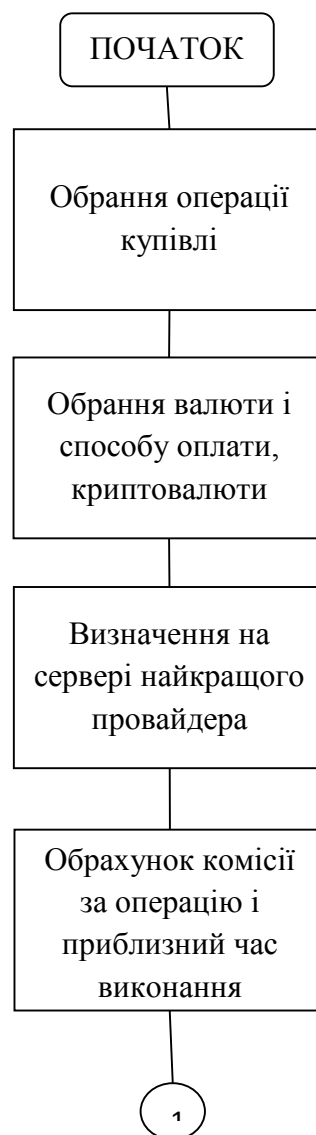 ПОЧАТОК
Обрання операції
купівлі
Обрання валюти і
способу оплати,
криптовалюти
Визначення на
сервері найкращого
провайдера
Обрахунок комісії
за операцію і
приблизний час
виконання
1